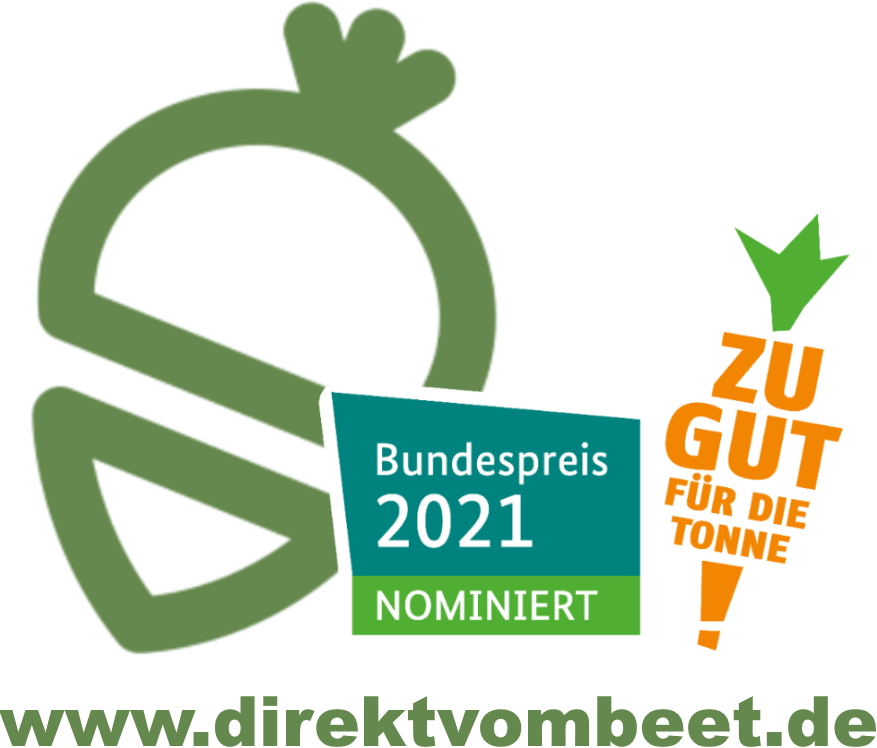 Bundespreis
2021
NOMINIERT
ZU
GUT
FÜR DIE
TONNE
!
www.direktvombeet.de